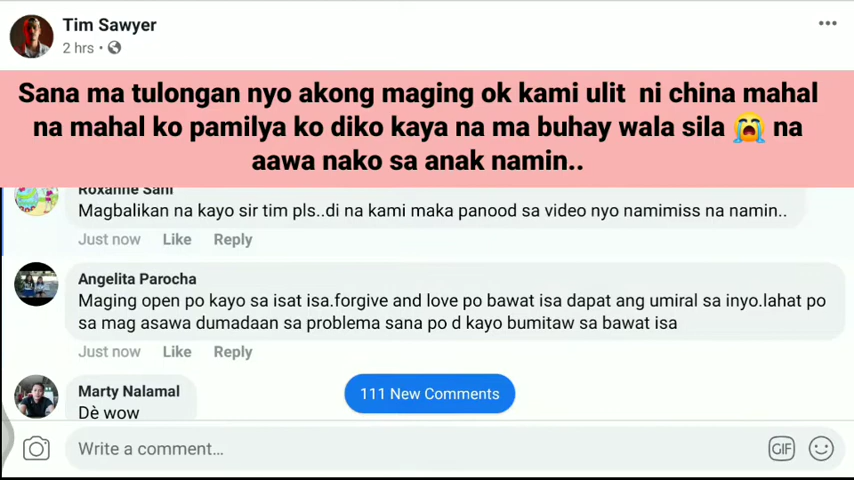 Tim Sawyer
2 hrs
Sana ma tulongan nyo akong maging ok kami ulit ni china mahal
na mahal ko pamilya ko diko kaya na ma buhay wala sila 😭 na
aawa nako sa anak namin..
Roxanne Sani
Magbalikan na kayo sir tim pls..di na kami maka panood sa video nyo namimiss na namin..
Just now Like Reply
Angelita Parocha
Maging open po kayo sa isat isa.forgive and love po bawat isa dapat ang umiral sa inyo.lahat po
sa mag asawa dumadaan sa problema sana po d kayo bumitaw sa bawat isa
Just now Like Reply
Marty Nalamal
Dè wow
111 New Comments
Write a comment...
GIF